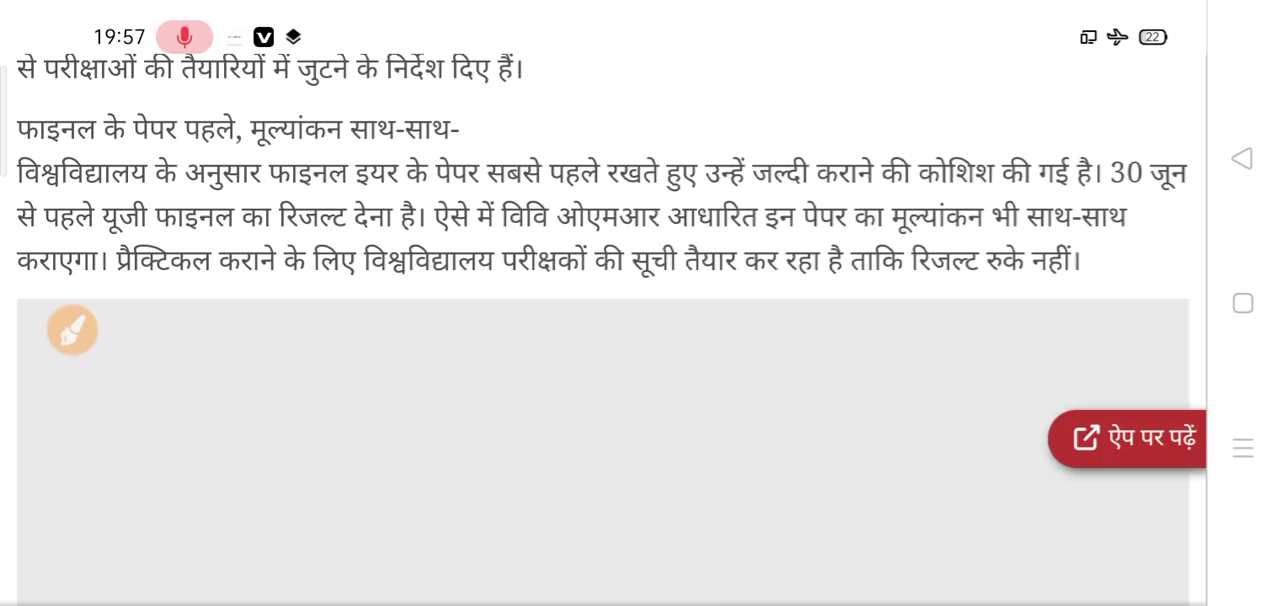 19:57
22
से परीक्षाओं की तैयारियों में जुटने के निर्देश दिए हैं।
फाइनल के पेपर पहले, मूल्यांकन साथ-साथ-
विश्वविद्यालय के अनुसार फाइनल इयर के पेपर सबसे पहले रखते हुए उन्हें जल्दी कराने की कोशिश की गई है। 30 जून
से पहले यूजी फाइनल का रिजल्ट देना है। ऐसे में विवि ओएमआर आधारित इन पेपर का मूल्यांकन भी साथ-साथ
कराएगा। प्रैक्टिकल कराने के लिए विश्वविद्यालय परीक्षकों की सूची तैयार कर रहा है ताकि रिजल्ट रुके नहीं।
ऐप पर पढ़ें